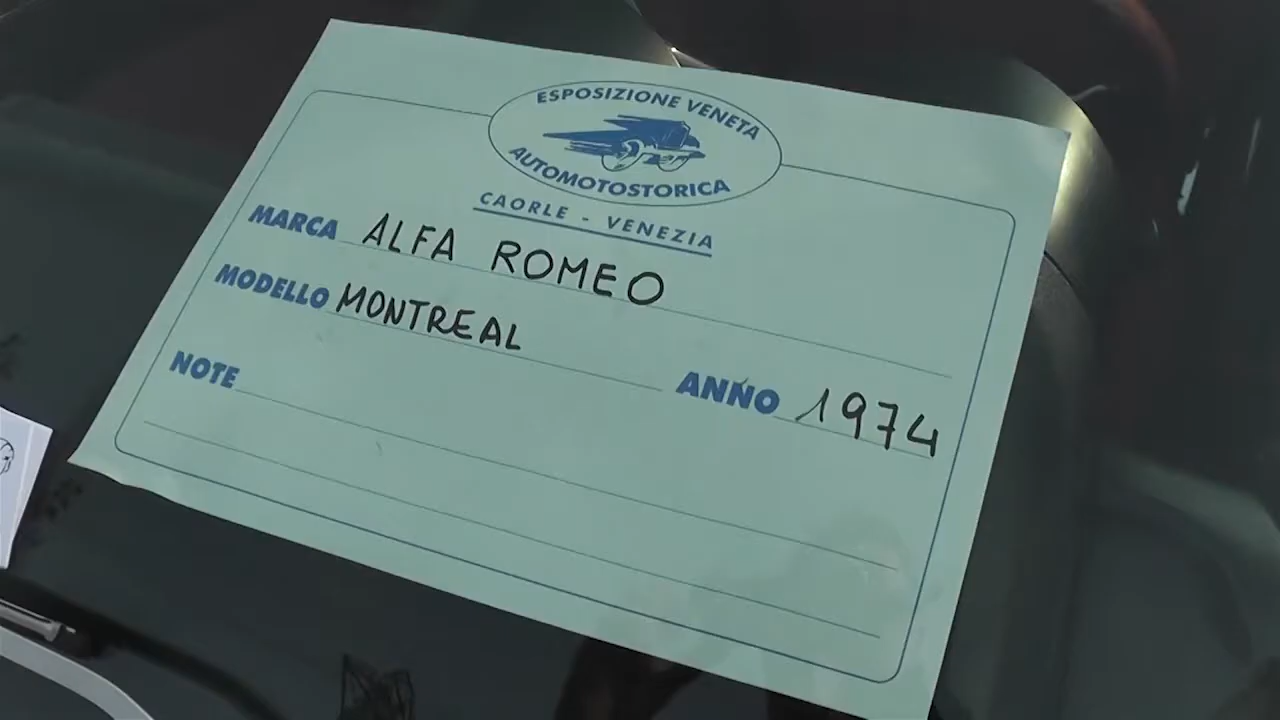 ESPOSIZIONE VENETA
AUTOMOTOSTORICA
CAORLE - VENEZIA
MARCA ALFA ROMEO
MODELLO MONTREAL
ANNO 1974
NOTE